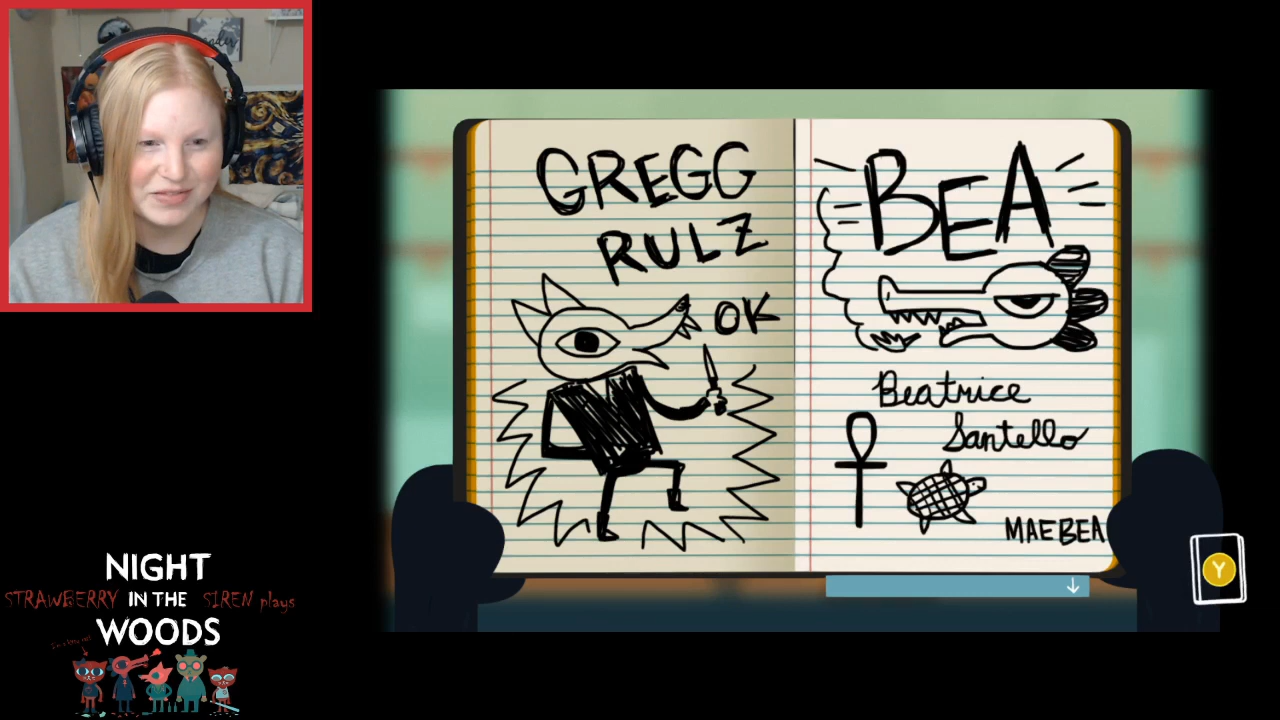 GREGG
RULZ
OK
BEA
Beatrice
Santello
MAEBEA
Y
NIGHT
STRAWBERRY IN THE SIREN plays
WOODS